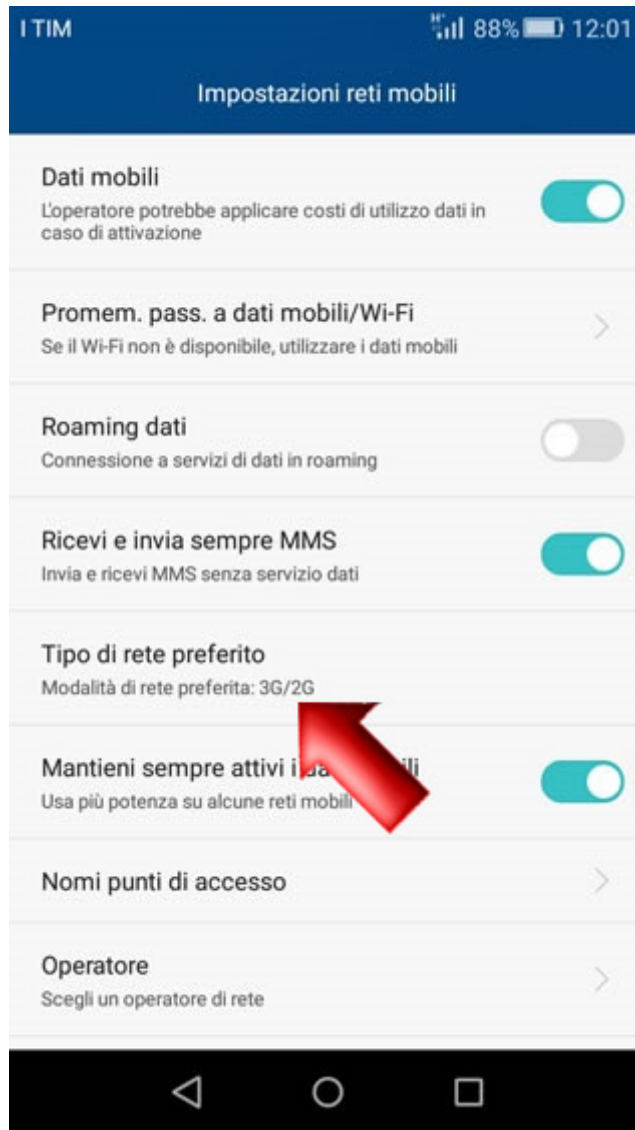 I TIM 88% 12:01
Impostazioni reti mobili
Dati mobili
L'operatore potrebbe applicare costi di utilizzo dati in
caso di attivazione
Promem. pass. a dati mobili/Wi-Fi
Se il Wi-Fi non è disponibile, utilizzare i dati mobili
Roaming dati
Connessione a servizi di dati in roaming
Ricevi e invia sempre MMS
Invia e ricevi MMS senza servizio dati
Tipo di rete preferito
Modalità di rete preferita: 3G/2G
Mantieni sempre attivi i
Usa più potenza su alcune reti mobili
Nomi punti di accesso
Operatore
Scegli un operatore di rete